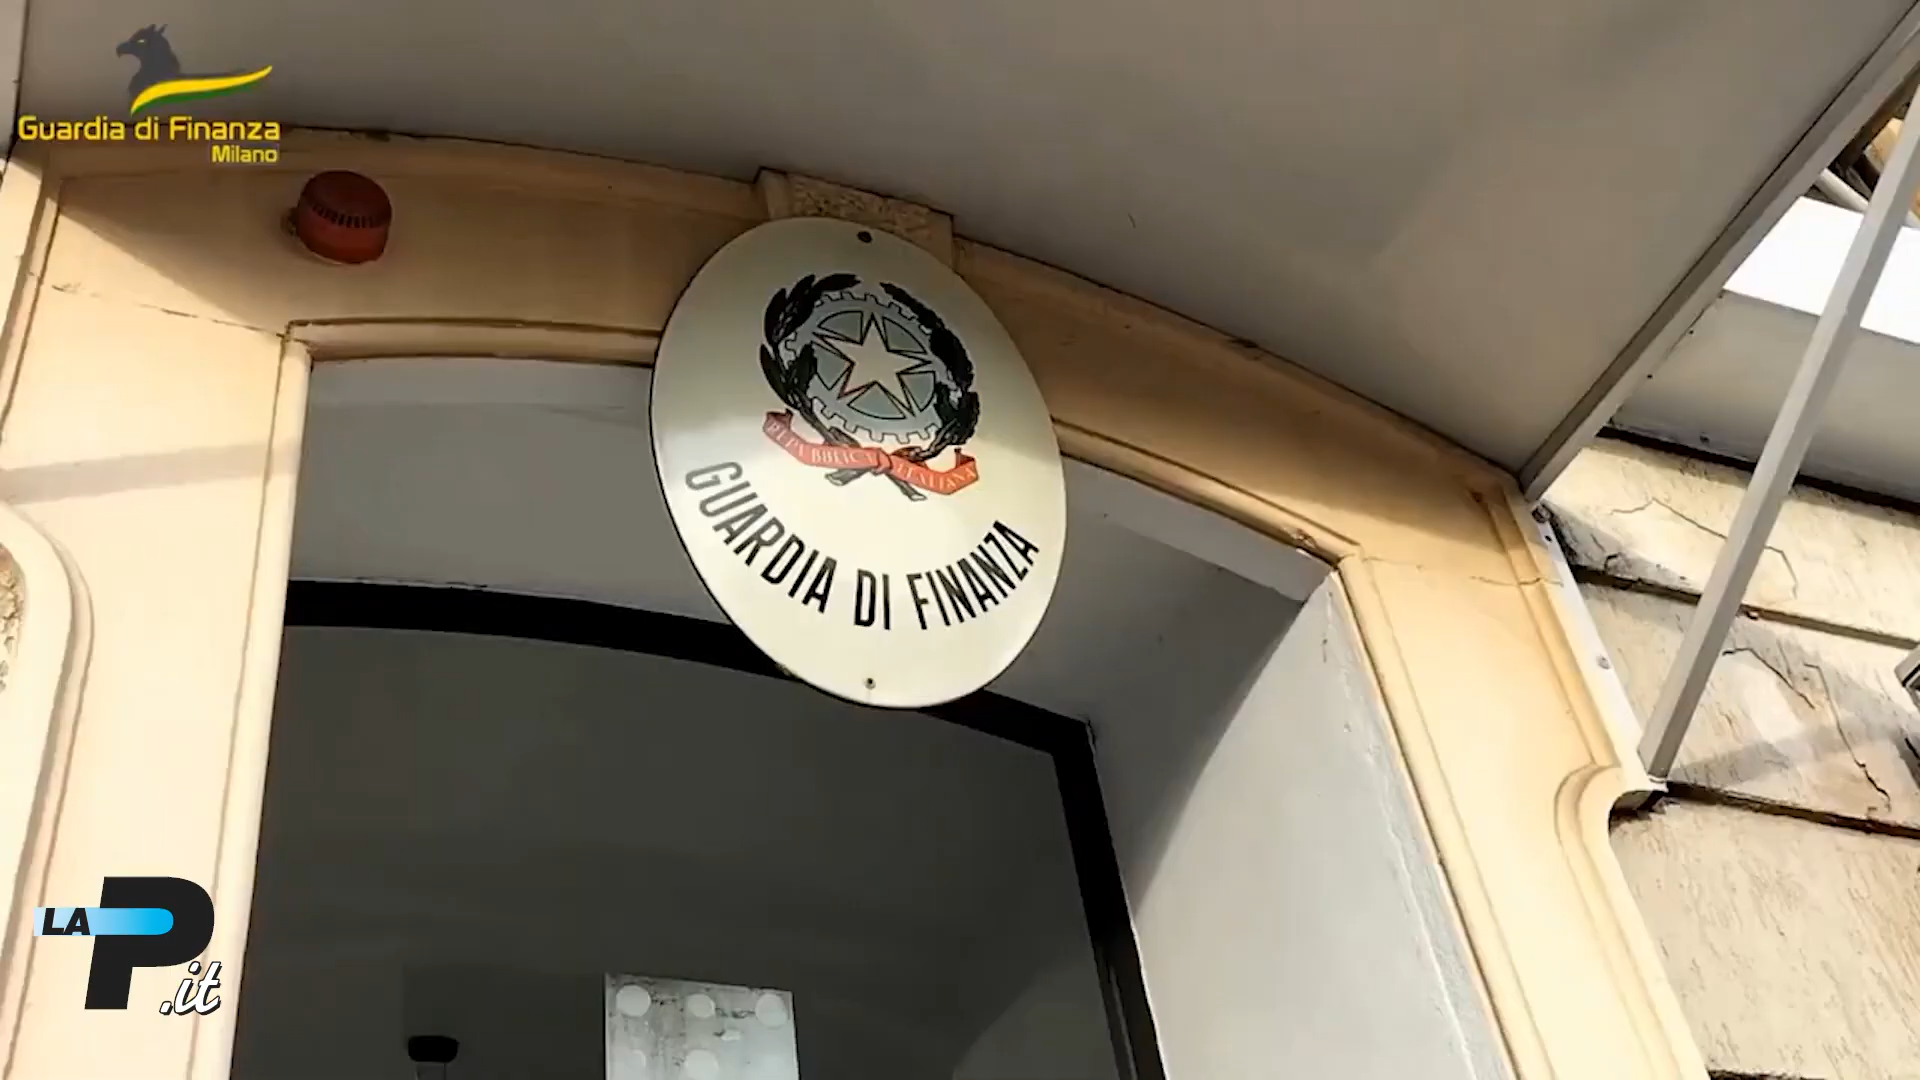 Guardia di Finanza
Milano
REPUBBLICA ITALIANA
GUARDIA DI FINANZA
LA P.it